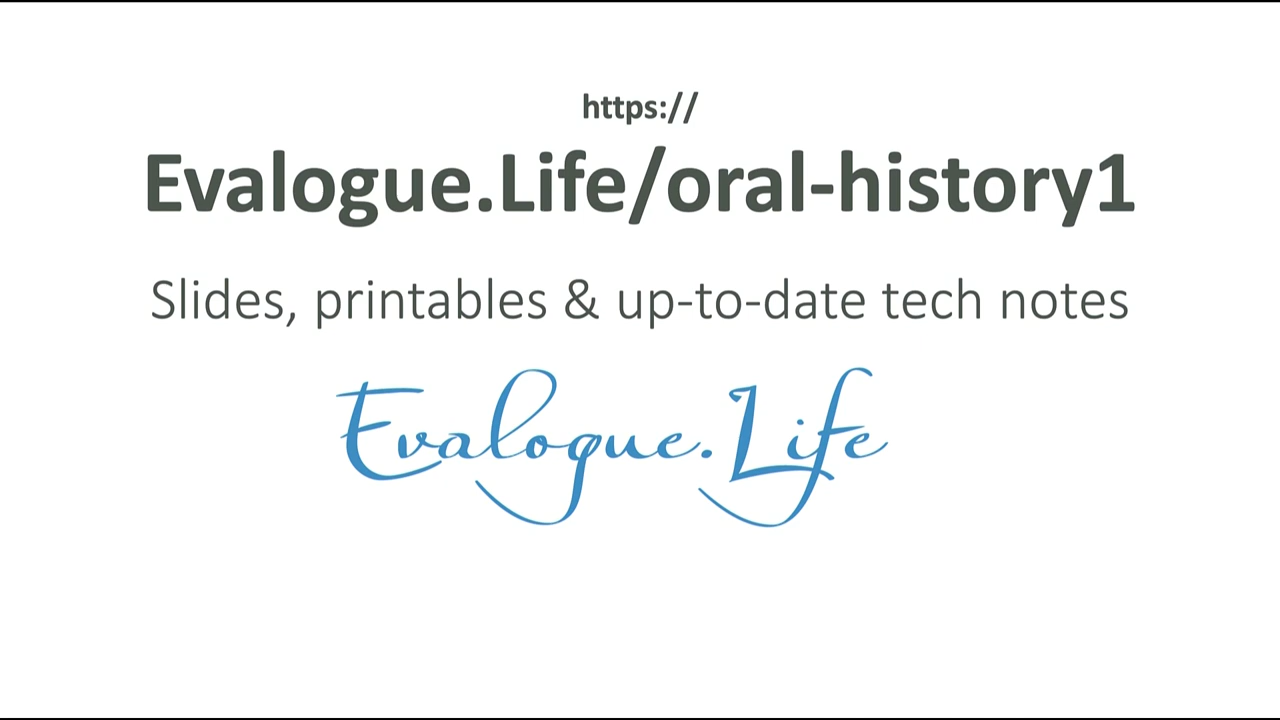 https://
Evalogue.Life/oral-history1
Slides, printables & up-to-date tech notes
Evalogue.Life